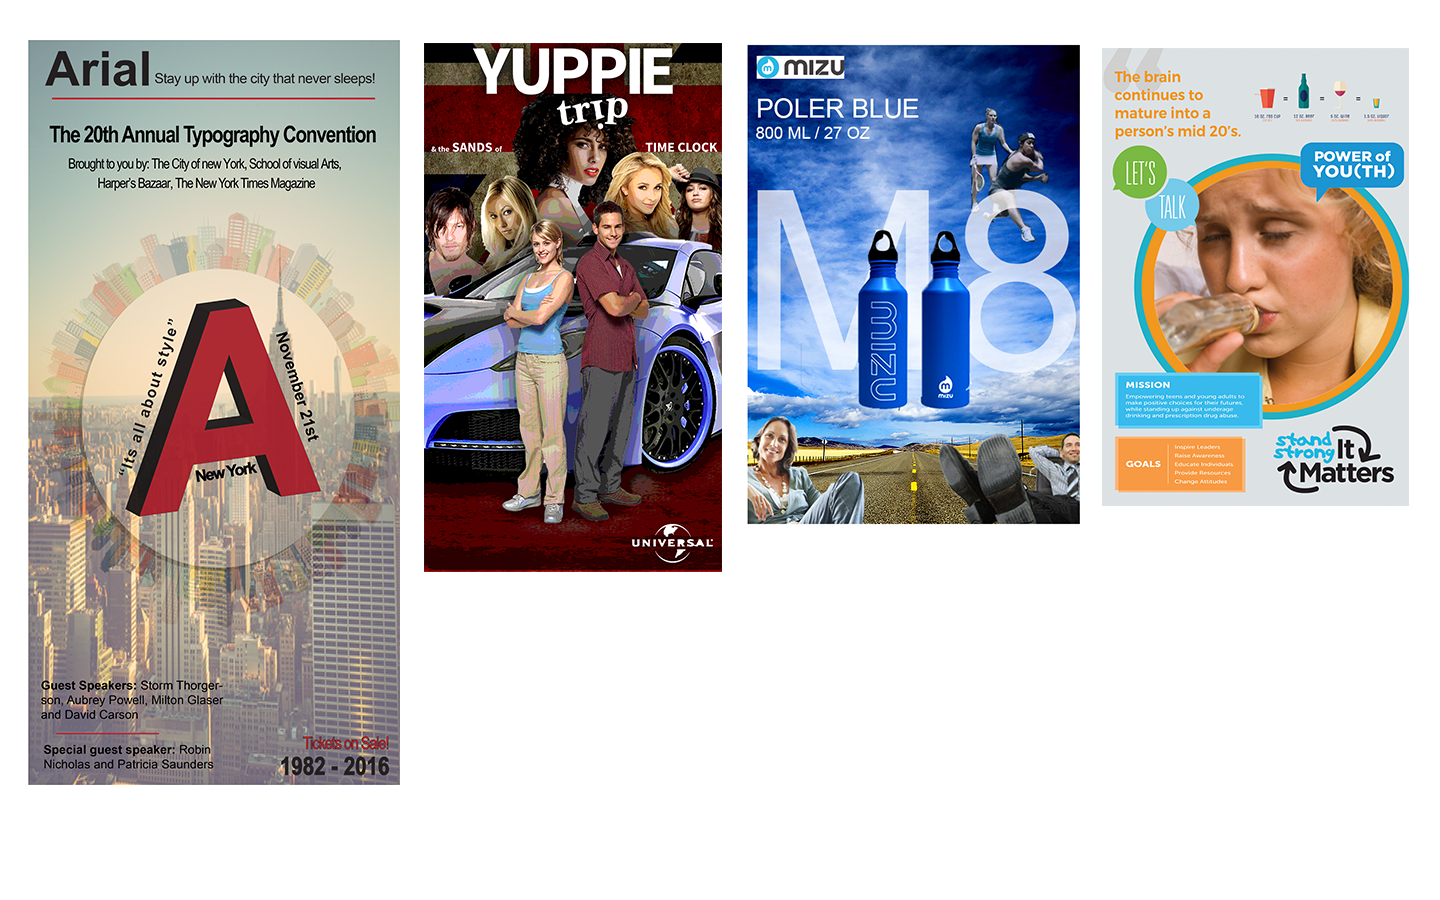 Arial Stay up with the city that never sleeps!
The 20th Annual Typography Convention
Brought to you by: The City of new York, School of visual Arts,
Harper's Bazaar, The New York Times Magazine
"Its all about style"
November 21st
New York
Guest Speakers: Storm Thorger-
son, Aubrey Powell, Milton Glaser
and David Carson
Special guest speaker: Robin
Nicholas and Patricia Saunders
Tickets on Sale!
1982 - 2016
YUPPIE
trip
& the SANDS of TIME CLOCK
UNIVERSAL
mizu
POLER BLUE
800 ML / 27 OZ
M8
MIZU
mizu
The brain
continues to
mature into a
person's mid 20's.
= = =
LET'S
TALK
POWER of
YOU(TH)
MISSION
Empowering teens and young adults to
make positive choices for their futures,
while standing up against underage
drinking and prescription drug abuse.
GOALS
Inspire Leaders
Raise Awareness
Educate Individuals
Provide Resources
Change Attitudes
stand
strong It
Matters